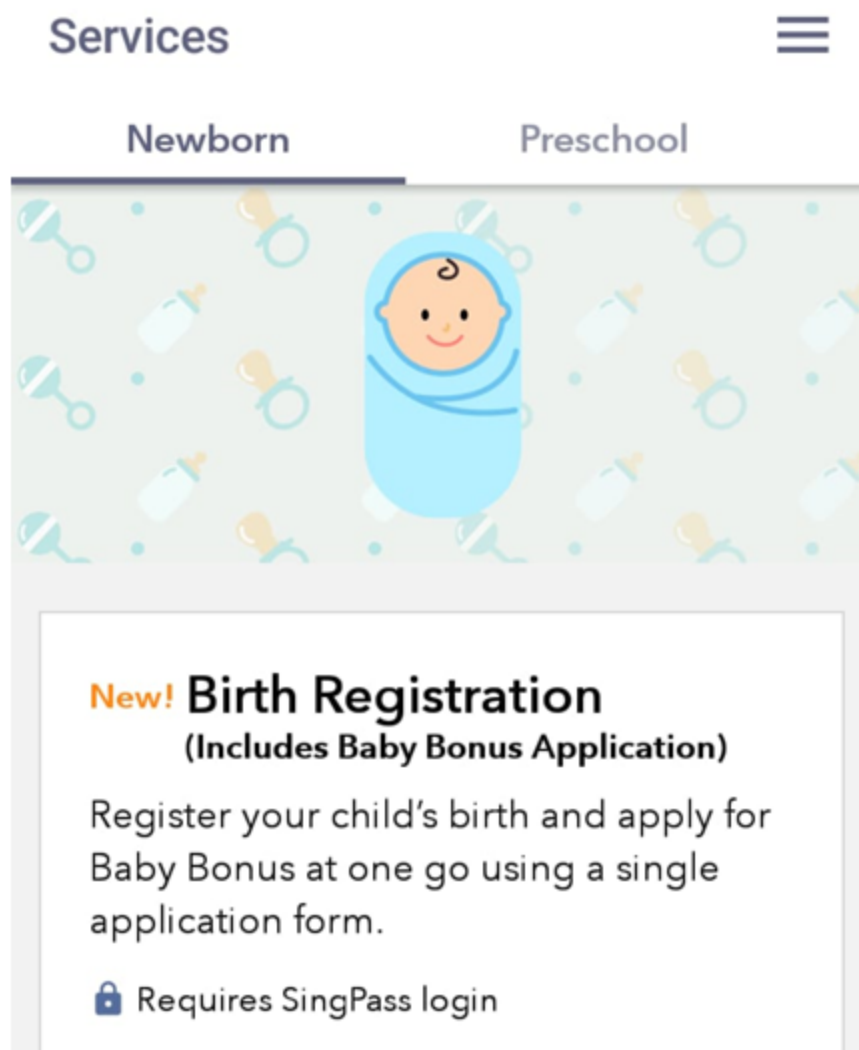 Services
Newborn
Preschool
New! Birth Registration
(Includes Baby Bonus Application)
Register your child’s birth and apply for
Baby Bonus at one go using a single
application form.
Requires SingPass login